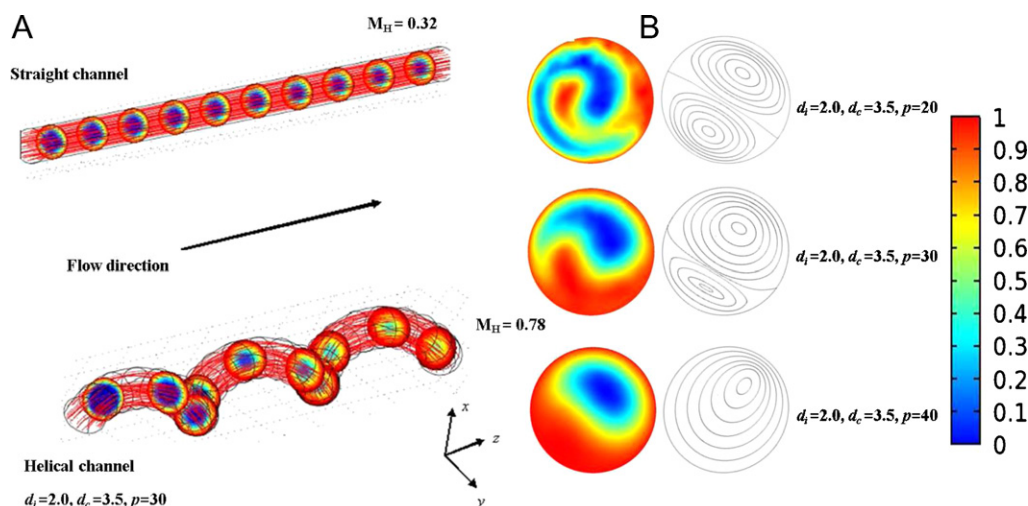 A
M_H = 0.32
Straight channel
Flow direction
M_H = 0.78
x
z
y
Helical channel
d_i=2.0, d_c=3.5, p=30
B
d_i=2.0, d_c=3.5, p=20
d_i=2.0, d_c=3.5, p=30
d_i=2.0, d_c=3.5, p=40
1
0.9
0.8
0.7
0.6
0.5
0.4
0.3
0.2
0.1
0